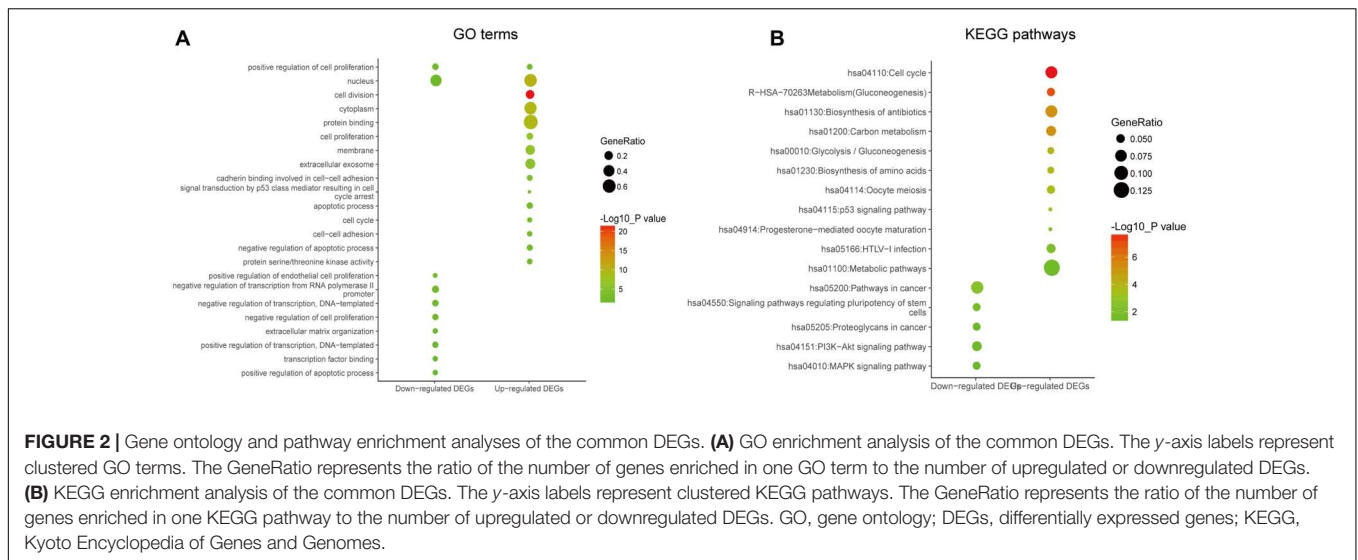 A
GO terms
positive regulation of cell proliferation
nucleus
cell division
cytoplasm
protein binding
cell proliferation
membrane
extracellular exosome
cadherin binding involved in cell−cell adhesion
signal transduction by p53 class mediator resulting in cell
cycle arrest
apoptotic process
cell cycle
cell−cell adhesion
negative regulation of apoptotic process
protein serine/threonine kinase activity
positive regulation of endothelial cell proliferation
negative regulation of transcription from RNA polymerase II
promoter
negative regulation of transcription, DNA−templated
negative regulation of cell proliferation
extracellular matrix organization
positive regulation of transcription, DNA−templated
transcription factor binding
positive regulation of apoptotic process
Down−regulated DEGs
Up−regulated DEGs
GeneRatio
0.2
0.4
0.6
-Log10_P value
20
15
10
5
B
KEGG pathways
hsa04110:Cell cycle
R−HSA−70263Metabolism(Gluconeogenesis)
hsa01130:Biosynthesis of antibiotics
hsa01200:Carbon metabolism
hsa00010:Glycolysis / Gluconeogenesis
hsa01230:Biosynthesis of amino acids
hsa04114:Oocyte meiosis
hsa04115:p53 signaling pathway
hsa04914:Progesterone−mediated oocyte maturation
hsa05166:HTLV−I infection
hsa01100:Metabolic pathways
hsa05200:Pathways in cancer
hsa04550:Signaling pathways regulating pluripotency of stem
cells
hsa05205:Proteoglycans in cancer
hsa04151:PI3K−Akt signaling pathway
hsa04010:MAPK signaling pathway
Down−regulated DEGs
Up−regulated DEGs
GeneRatio
0.050
0.075
0.100
0.125
-Log10_P value
6
4
2
FIGURE 2 | Gene ontology and pathway enrichment analyses of the common DEGs. (A) GO enrichment analysis of the common DEGs. The y-axis labels represent
clustered GO terms. The GeneRatio represents the ratio of the number of genes enriched in one GO term to the number of upregulated or downregulated DEGs.
(B) KEGG enrichment analysis of the common DEGs. The y-axis labels represent clustered KEGG pathways. The GeneRatio represents the ratio of the number of
genes enriched in one KEGG pathway to the number of upregulated or downregulated DEGs. GO, gene ontology; DEGs, differentially expressed genes; KEGG,
Kyoto Encyclopedia of Genes and Genomes.